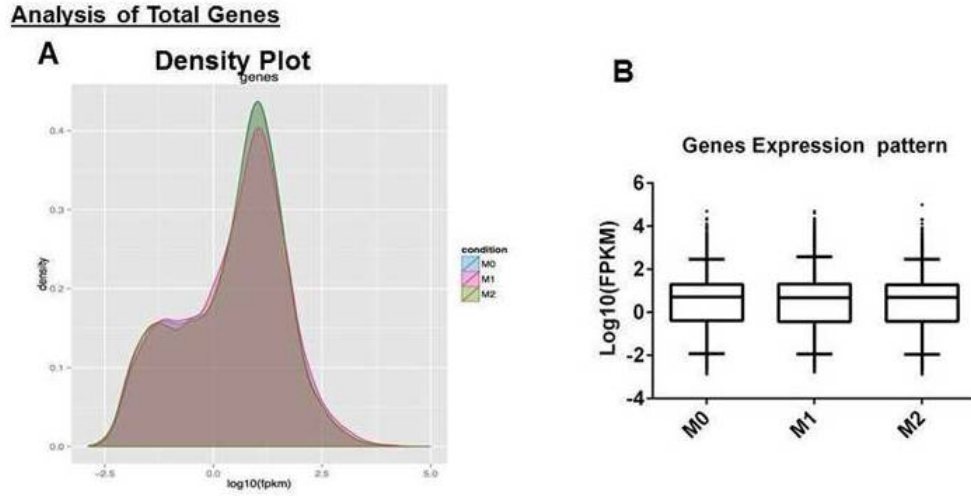 Analysis of Total Genes
A
Density Plot
genes
0.4
0.3
0.2
0.1
0.0
density
-2.5
0.0
2.5
5.0
log10(fpkm)
condition
M0
M1
M2
B
Genes Expression pattern
6
4
2
0
-2
-4
Log10(FPKM)
M0
M1
M2